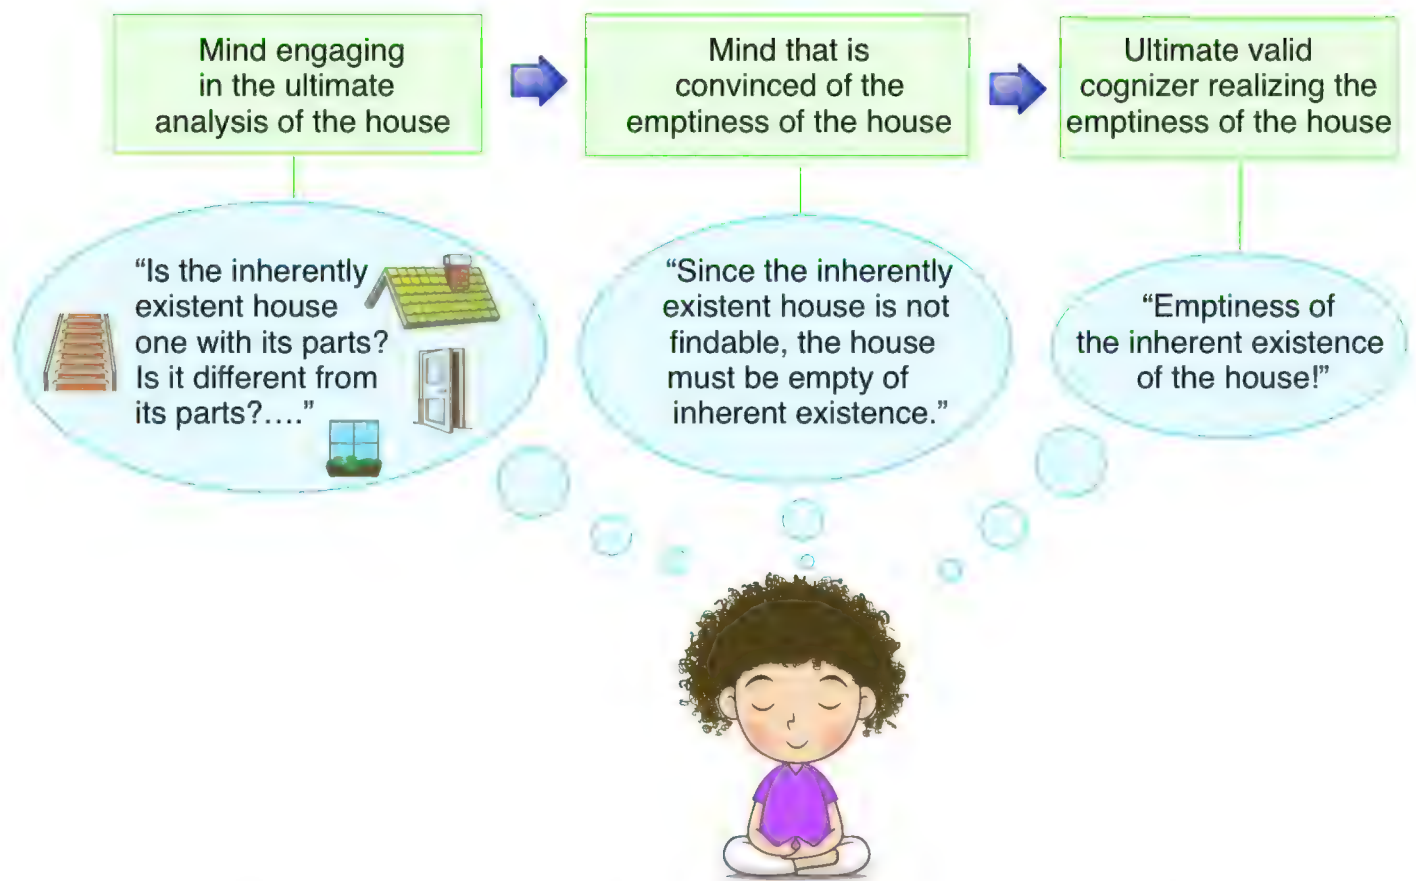 Mind engaging
in the ultimate
analysis of the house
Mind that is
convinced of the
emptiness of the house
Ultimate valid
cognizer realizing the
emptiness of the house
“Is the inherently
existent house
one with its parts?
Is it different from
its parts?....”
“Since the inherently
existent house is not
findable, the house
must be empty of
inherent existence.”
“Emptiness of
the inherent existence
of the house!”